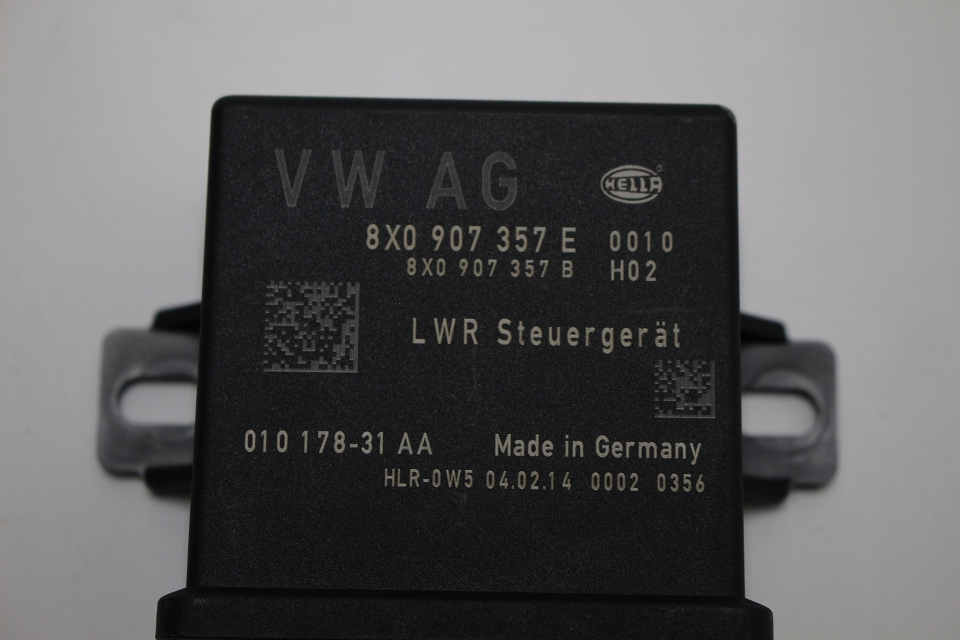 VW AG HELLA
8X0 907 357 E 0010
8X0 907 357 B H02
LWR Steuergerät
010 178-31 AA Made in Germany
HLR-0W5 04.02.14 0002 0356